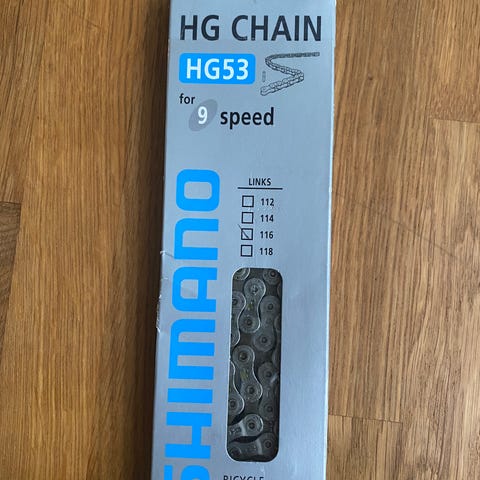 HG CHAIN
HG53
for
9 speed
LINKS
112
114
116
118
SHIMANO
BICYCLE